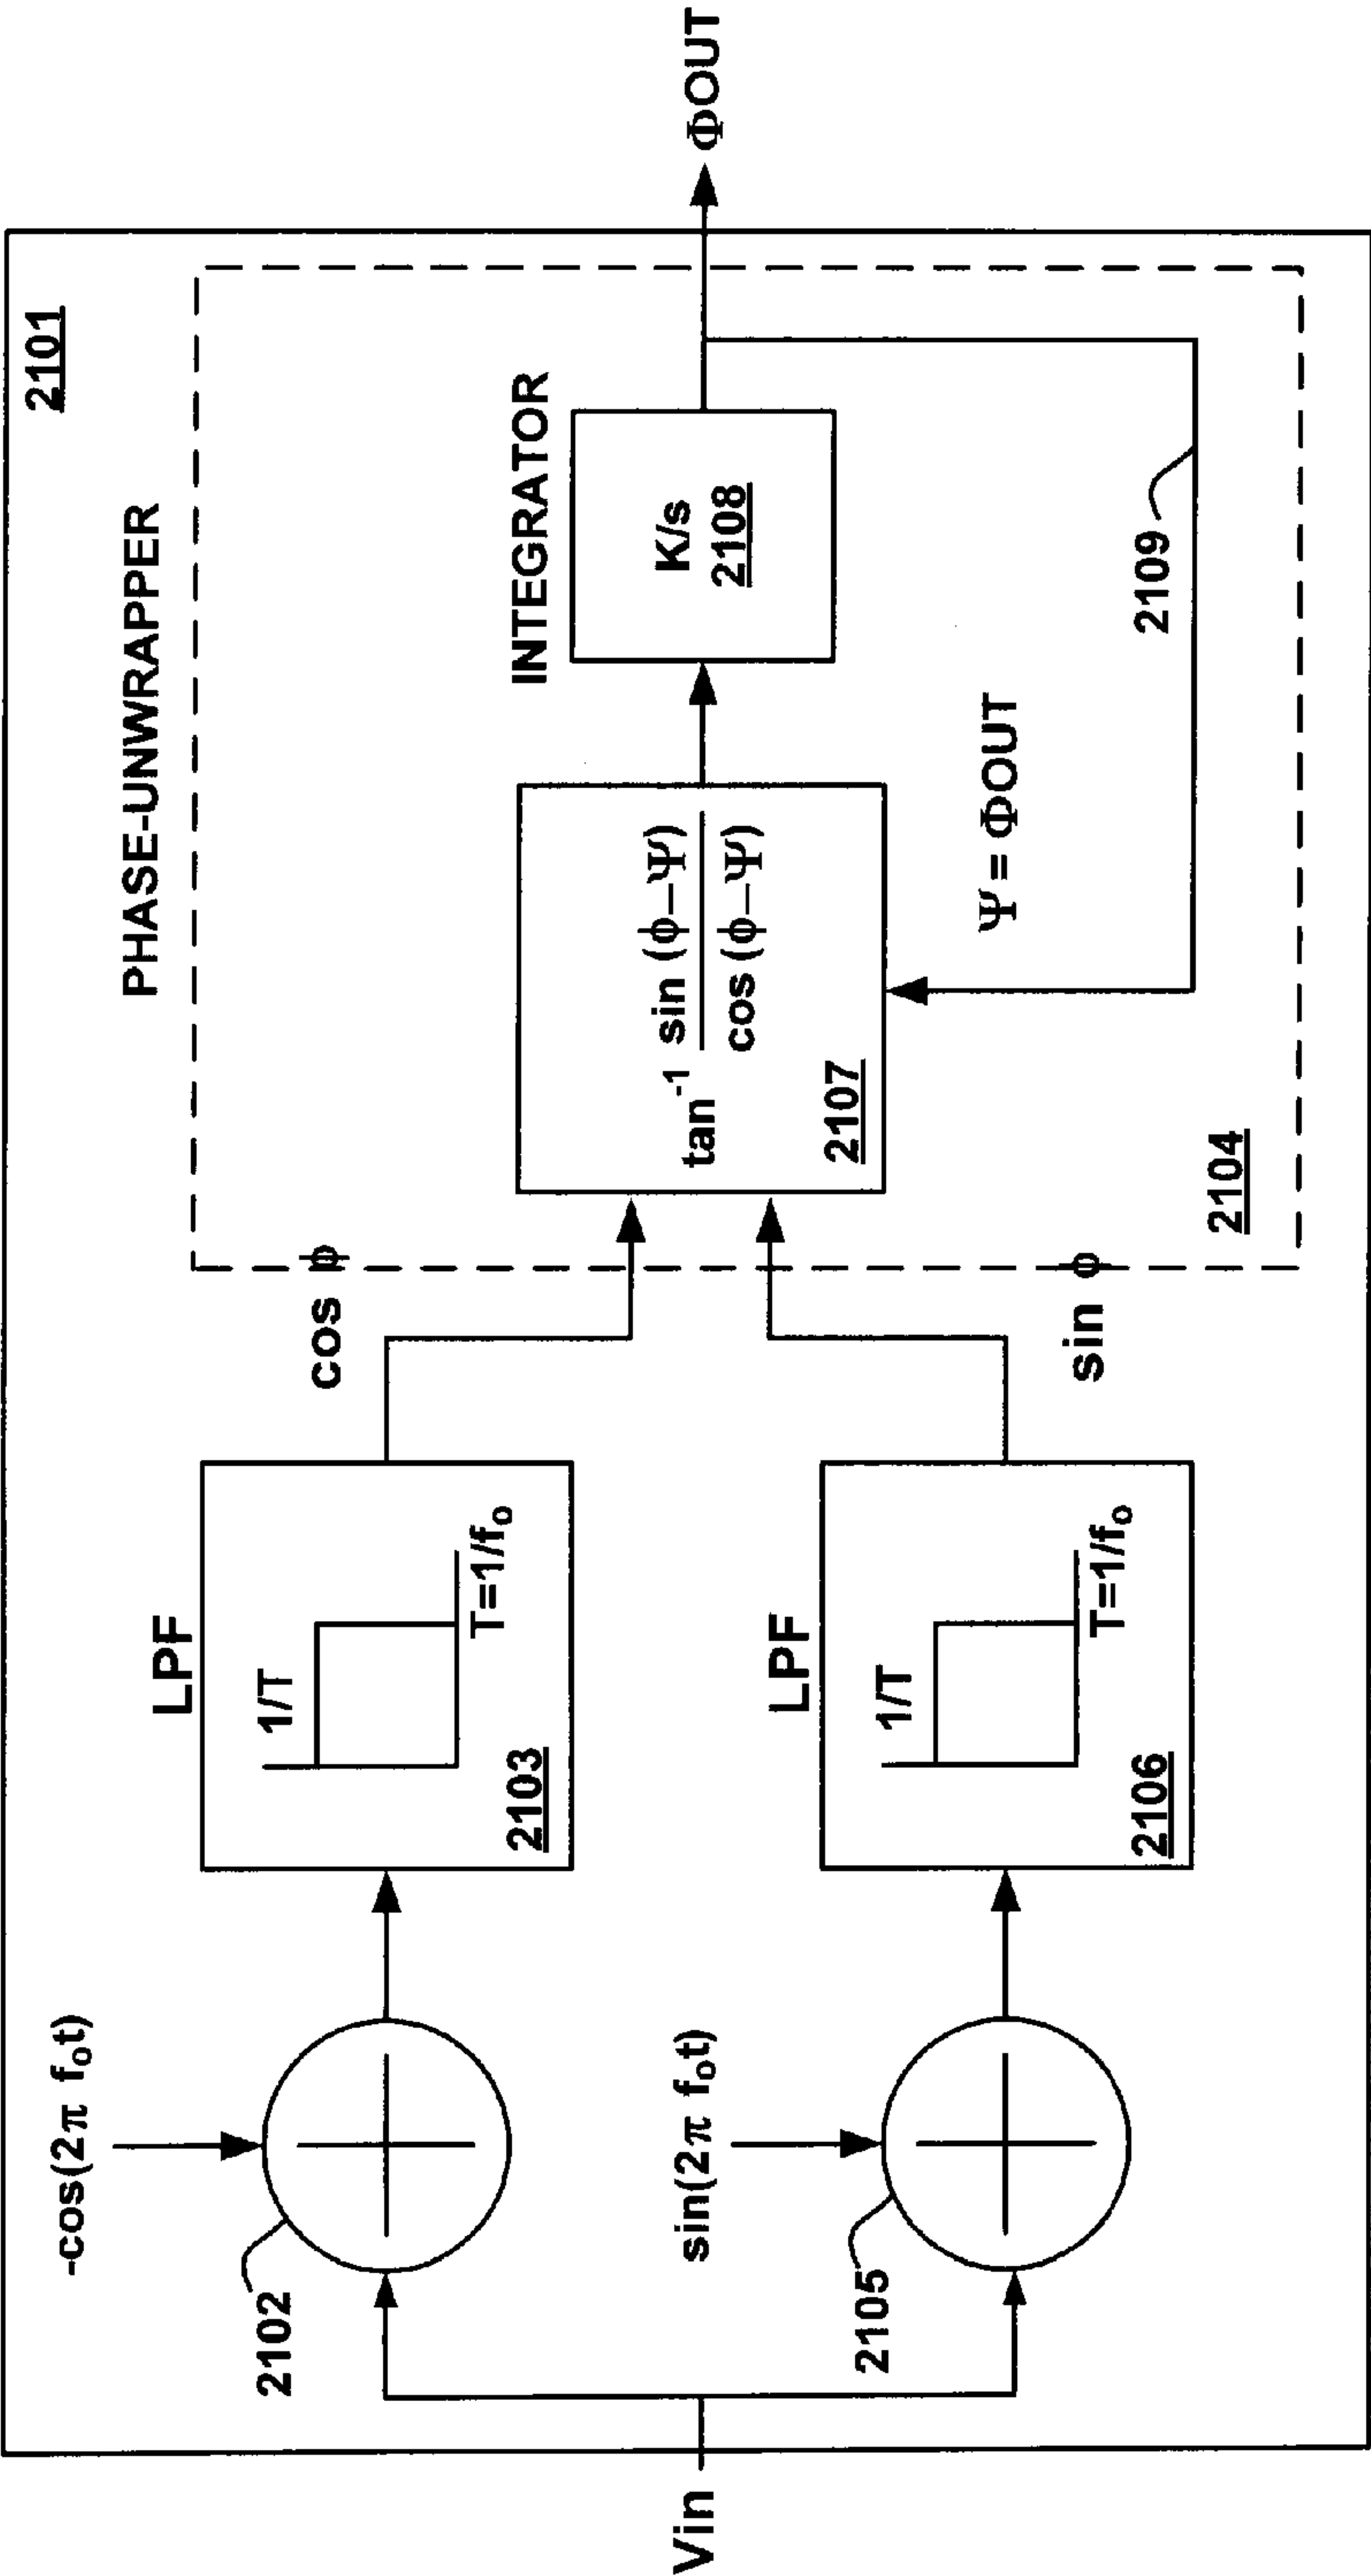 2101
PHASE-UNWRAPPER
-cos(2π f₀t)
2102
LPF
1/T
T=1/f₀
2103
cos ϕ
INTEGRATOR
K/s
2108
tan⁻¹ sin (ϕ–Ψ)
cos (ϕ–Ψ)
2107
Vin
ΦOUT
Ψ = ΦOUT
2109
sin(2π f₀t)
2105
LPF
1/T
T=1/f₀
2106
sin ϕ
2104